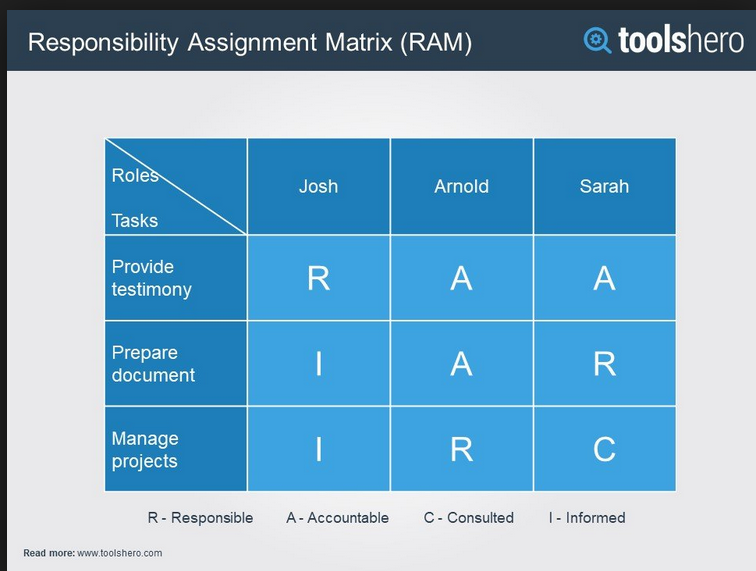 Responsibility Assignment Matrix (RAM)
toolshero
Roles
Tasks
Josh
Arnold
Sarah
Provide
testimony
R
A
A
Prepare
document
I
A
R
Manage
projects
I
R
C
R - Responsible A - Accountable C - Consulted I - Informed
Read more: www.toolshero.com